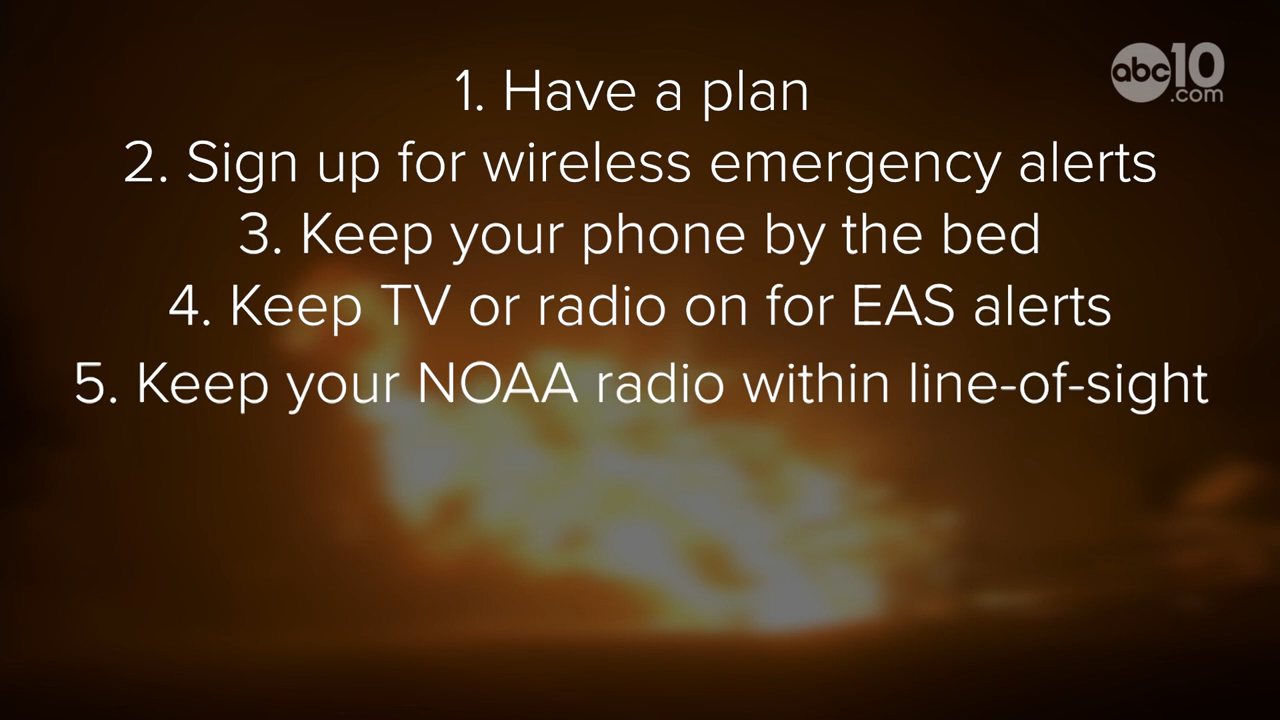 abc10
.com
1. Have a plan
2. Sign up for wireless emergency alerts
3. Keep your phone by the bed
4. Keep TV or radio on for EAS alerts
5. Keep your NOAA radio within line-of-sight